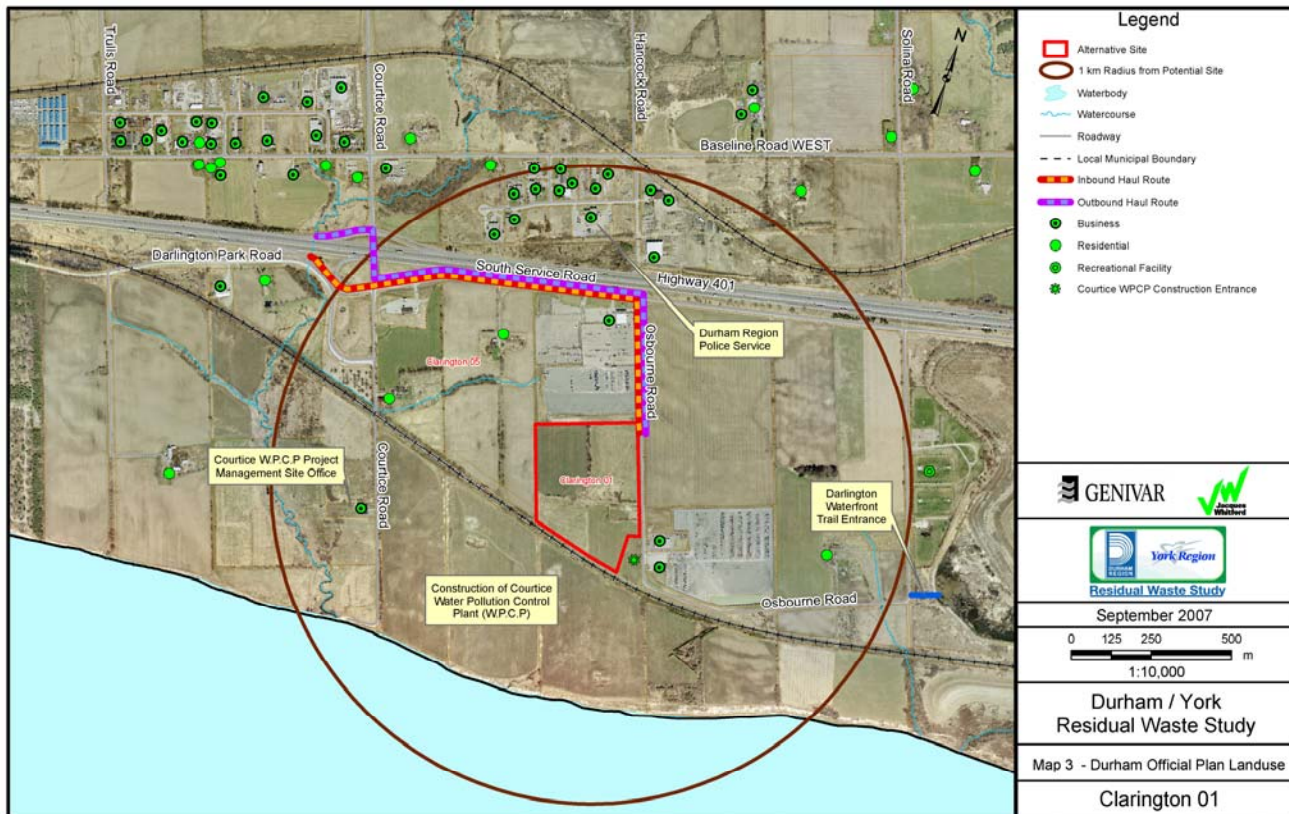 Trulls Road
Courtice Road
Hancock Road
Solina Road
N
Baseline Road WEST
Darlington Park Road
South Service Road
Highway 401
Durham Region
Police Service
Osbourne Road
Clarington 05
Courtice W.P.C.P Project
Management Site Office
Courtice Road
Clarington 01
Darlington
Waterfront
Trail Entrance
Construction of Courtice
Water Pollution Control
Plant (W.P.C.P)
Osbourne Road
Legend
Alternative Site
1 km Radius from Potential Site
Waterbody
Watercourse
Roadway
Local Municipal Boundary
Inbound Haul Route
Outbound Haul Route
Business
Residential
Recreational Facility
Courtice WPCP Construction Entrance
GENIVAR
Jacques
Whitford
DURHAM
REGION
York Region
Residual Waste Study
September 2007
0 125 250 500
m
1:10,000
Durham / York
Residual Waste Study
Map 3 - Durham Official Plan Landuse
Clarington 01